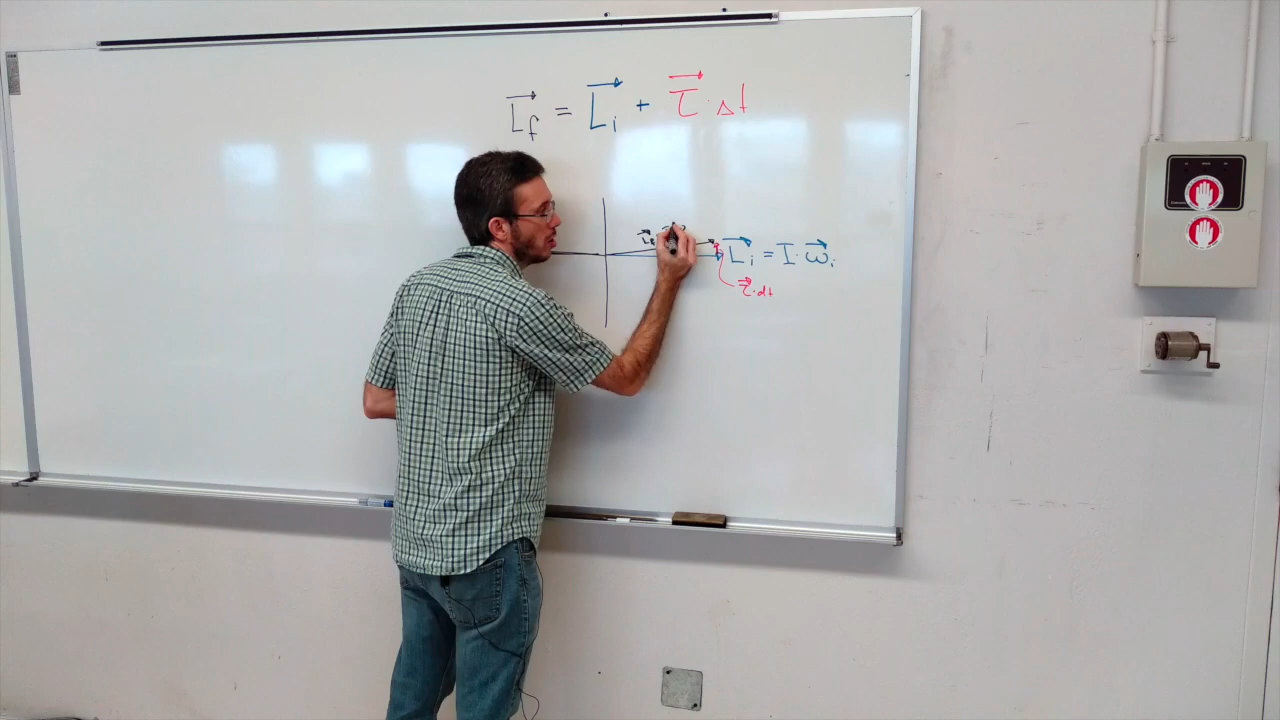 L⃗f = L⃗i + τ⃗ · Δt
L⃗i = I · ω⃗i
τ⃗ · dt